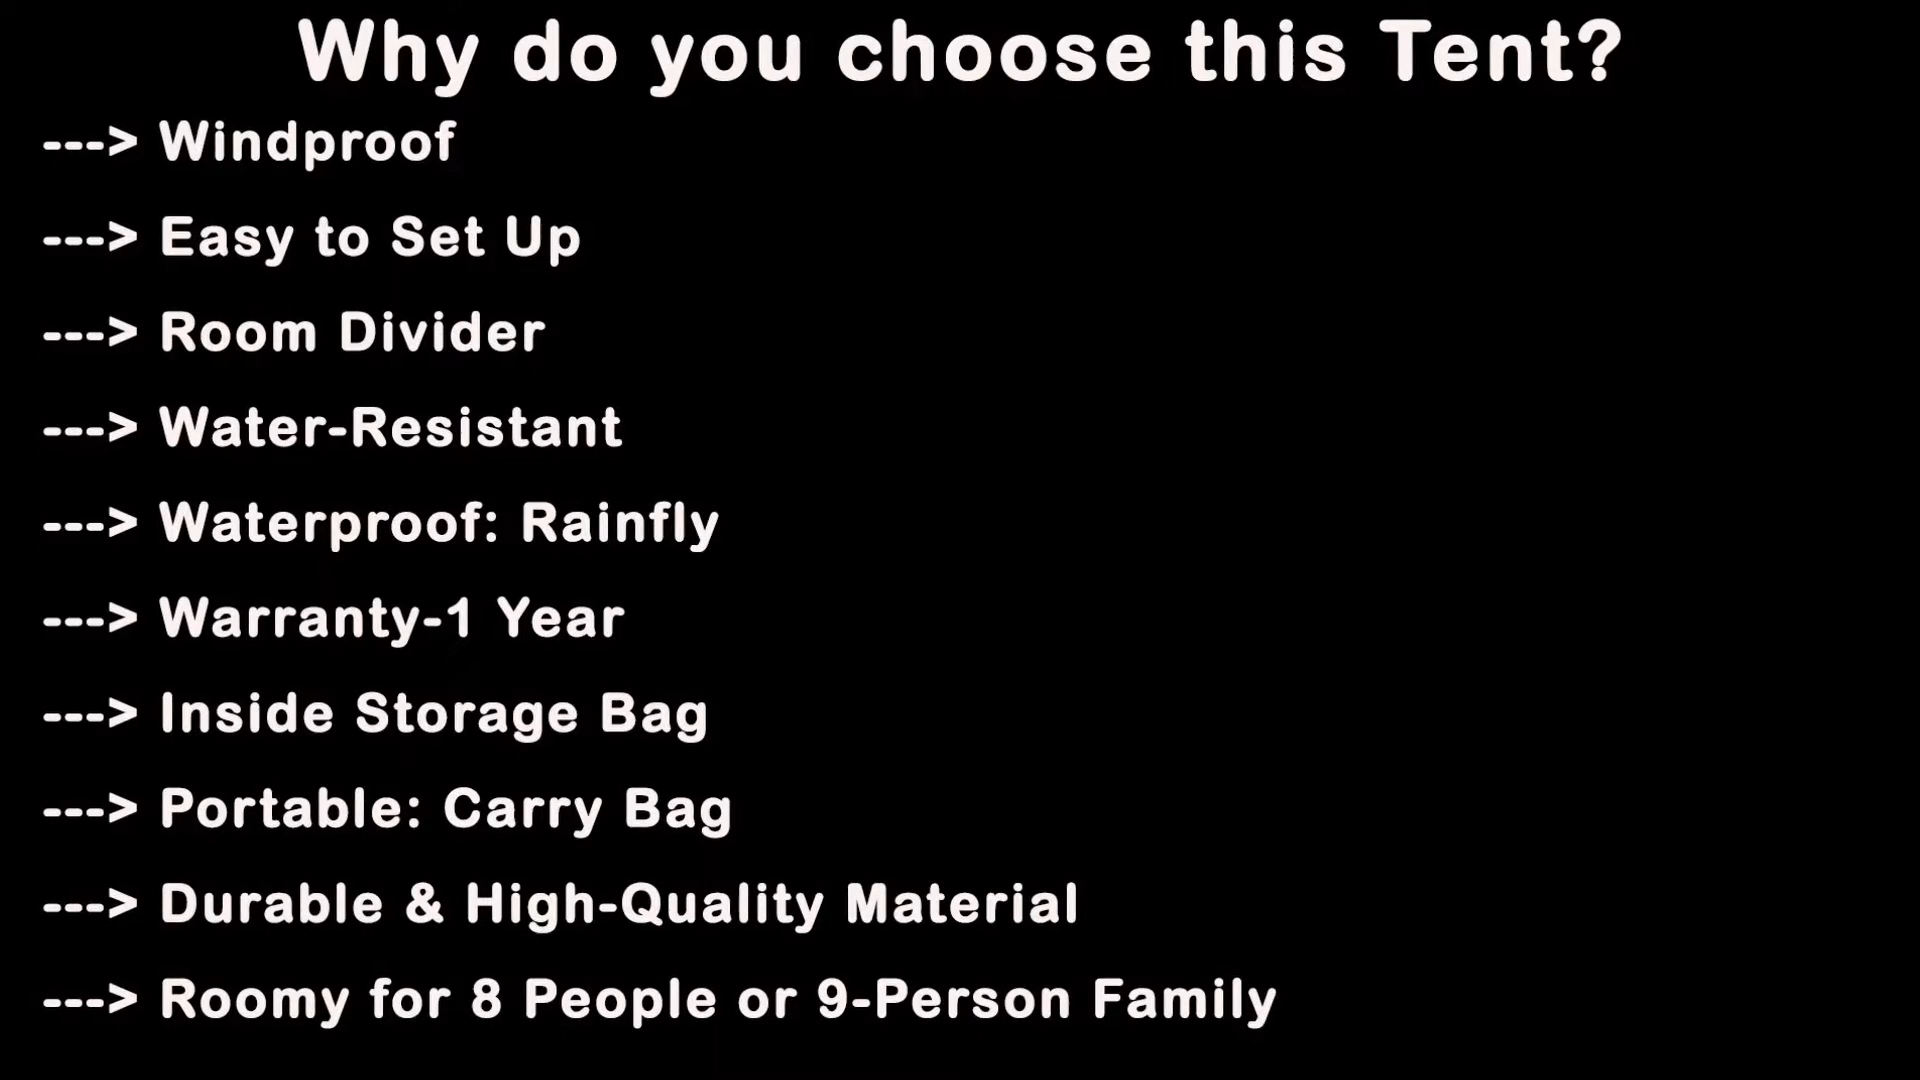 Why do you choose this Tent?
---> Windproof
---> Easy to Set Up
---> Room Divider
---> Water-Resistant
---> Waterproof: Rainfly
---> Warranty-1 Year
---> Inside Storage Bag
---> Portable: Carry Bag
---> Durable & High-Quality Material
---> Roomy for 8 People or 9-Person Family